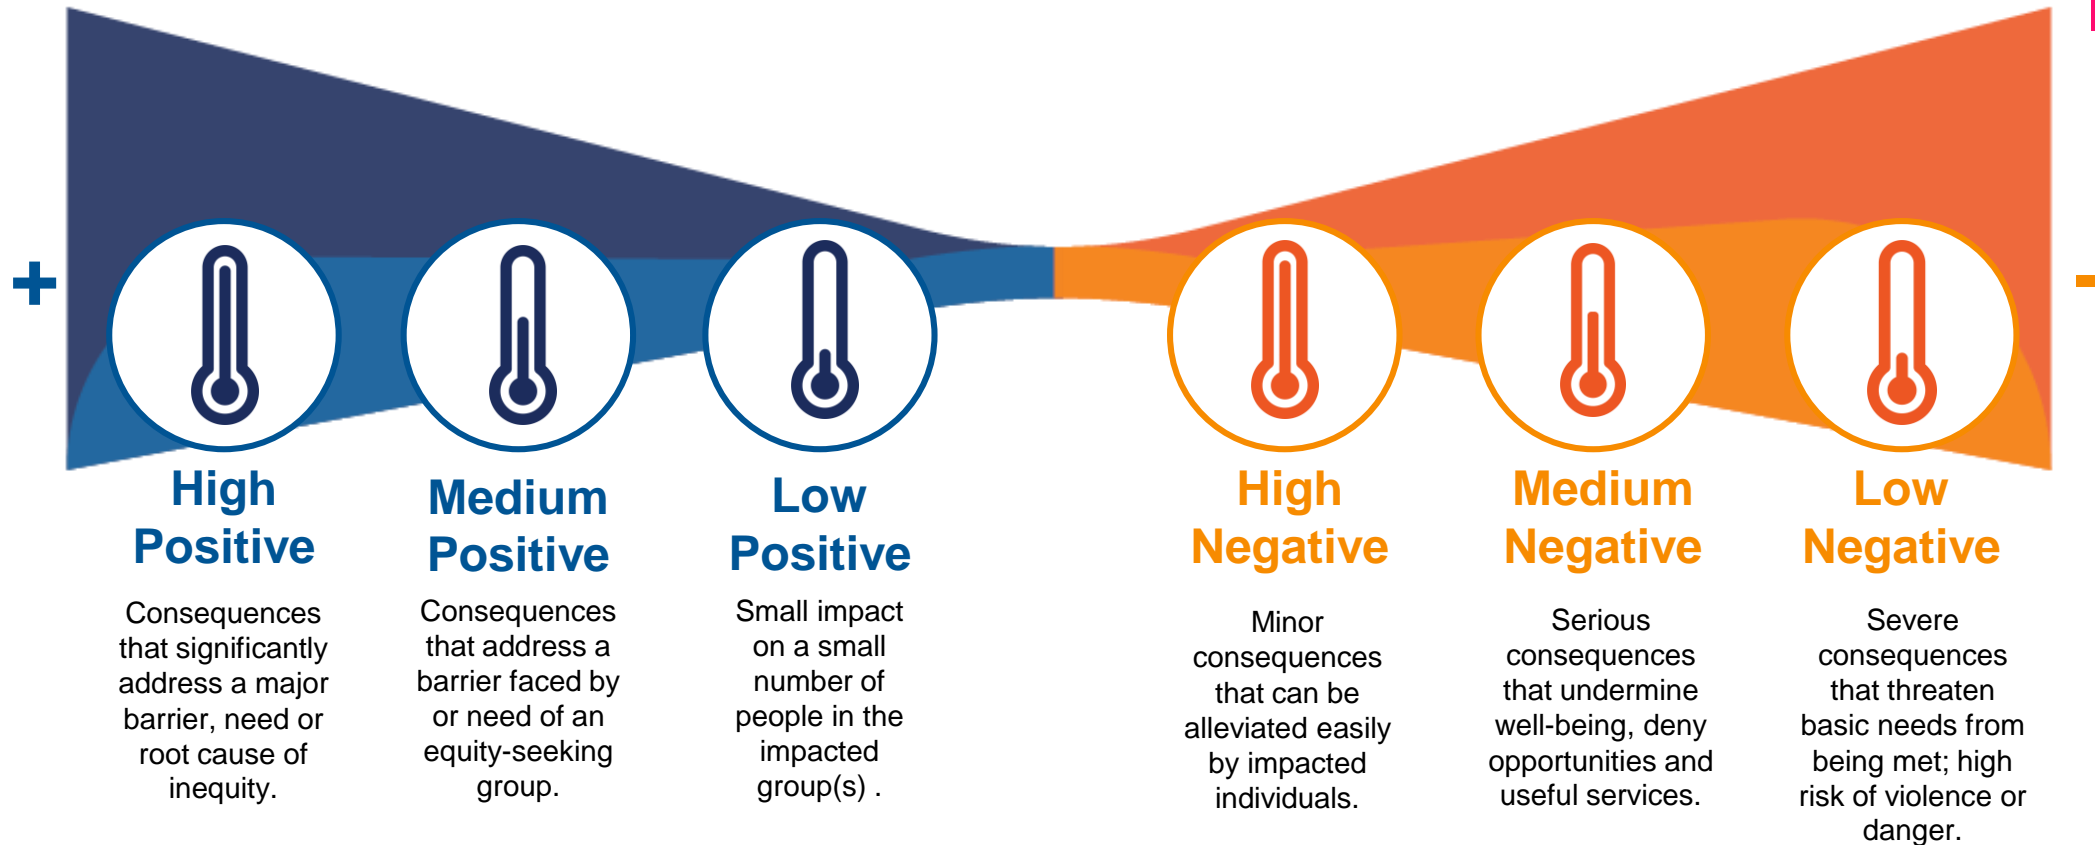 +
-
High
Positive
Consequences
that significantly
address a major
barrier, need or
root cause of
inequity.
Medium
Positive
Consequences
that address a
barrier faced by
or need of an
equity-seeking
group.
Low
Positive
Small impact
on a small
number of
people in the
impacted
group(s) .
High
Negative
Minor
consequences
that can be
alleviated easily
by impacted
individuals.
Medium
Negative
Serious
consequences
that undermine
well-being, deny
opportunities and
useful services.
Low
Negative
Severe
consequences
that threaten
basic needs from
being met; high
risk of violence or
danger.